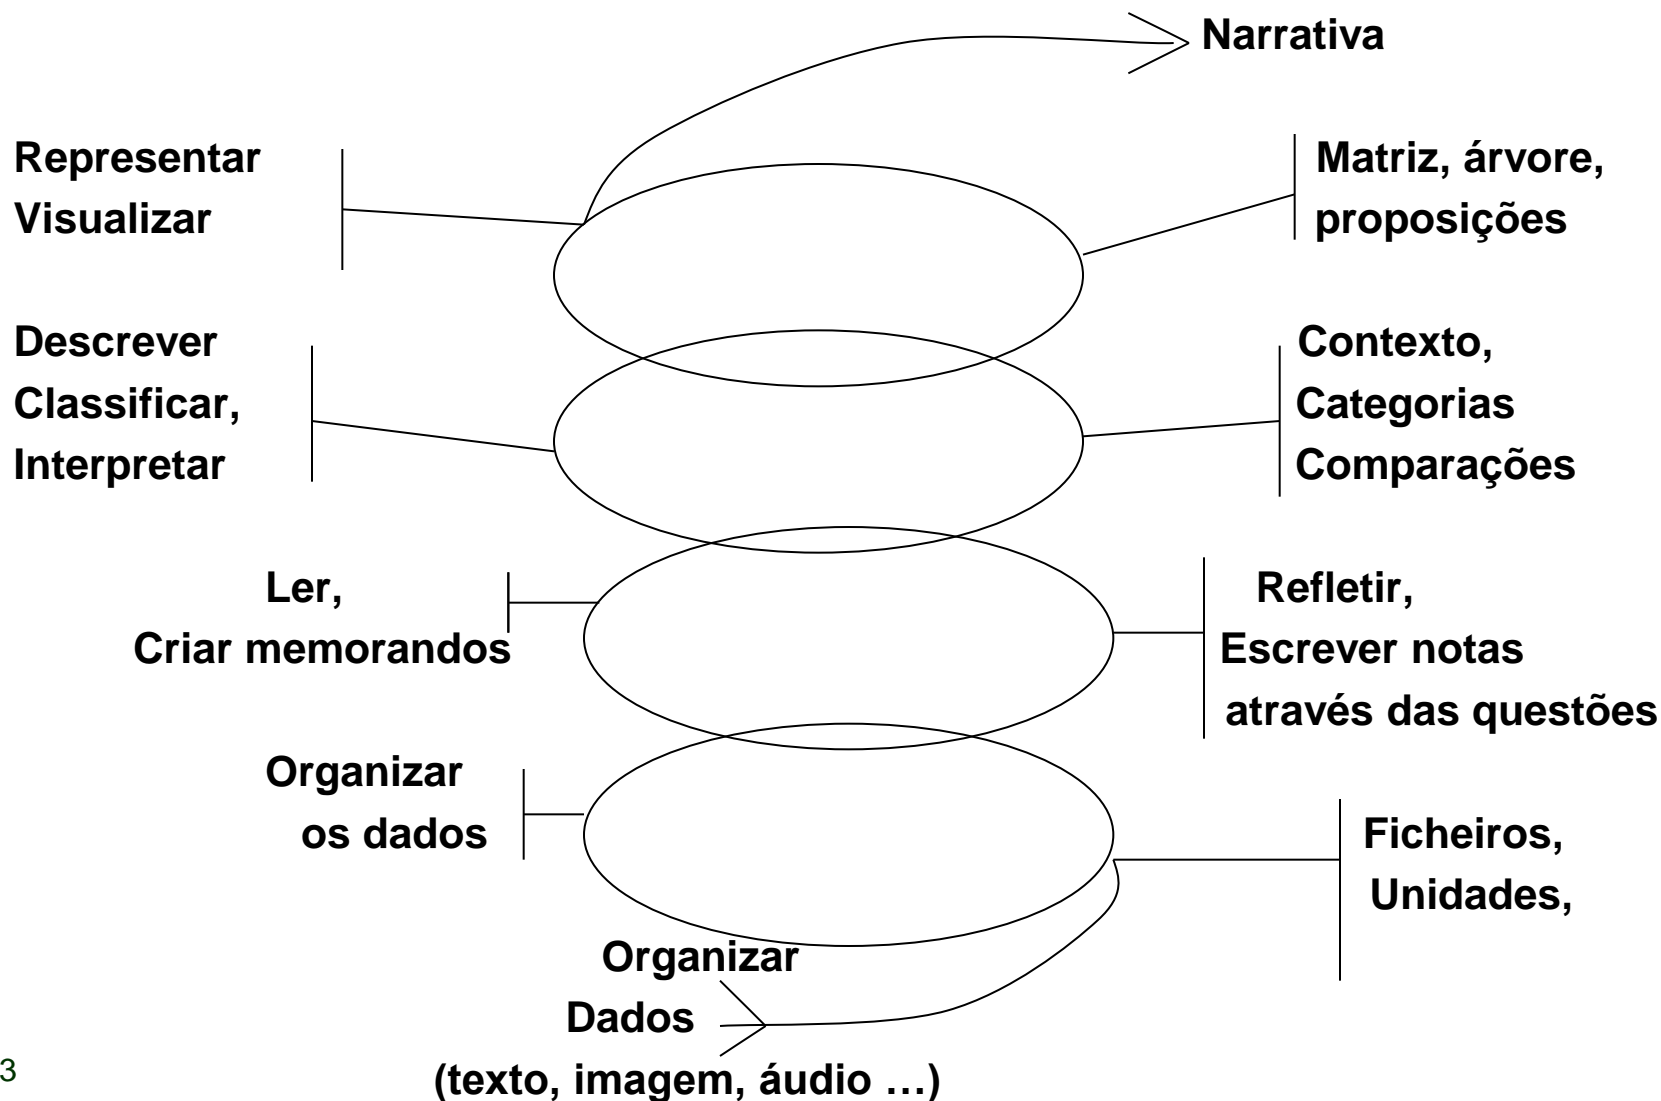 Narrativa
Representar
Visualizar
Matriz, árvore,
proposições
Descrever
Classificar,
Interpretar
Contexto,
Categorias
Comparações
Ler,
Criar memorandos
Refletir,
Escrever notas
através das questões
Organizar
os dados
Ficheiros,
Unidades,
Organizar
Dados
(texto, imagem, áudio …)
3